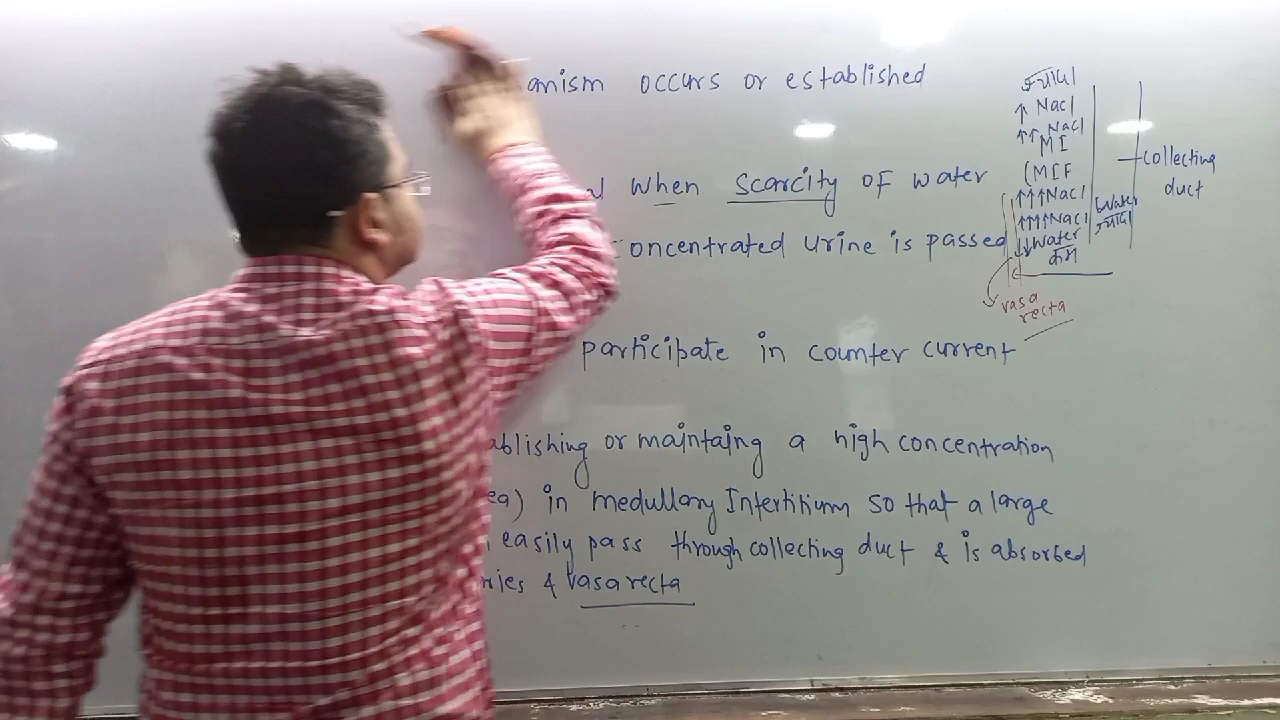 anism occurs or established
when scarcity of water
concentrated urine is passed
participate in counter current
ablishing or maintaing a high concentration
ea) in medullary Intertitium so that a large
easily pass through collecting duct & is absorbed
ries & vasa recta
ज्यादा
↑ Nacl
↑↑ Nacl
MI
(MCF
↑↑↑ Nacl
↑↑↑↑ Nacl
↓↓ Water
कम
Water
ज्यादा
collecting
duct
vasa
recta